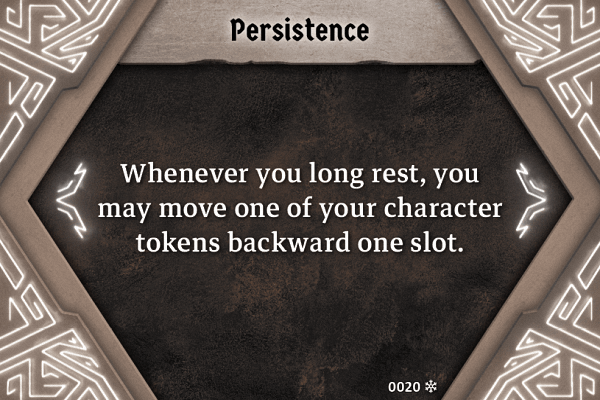 Persistence
Whenever you long rest, you
may move one of your character
tokens backward one slot.
0020